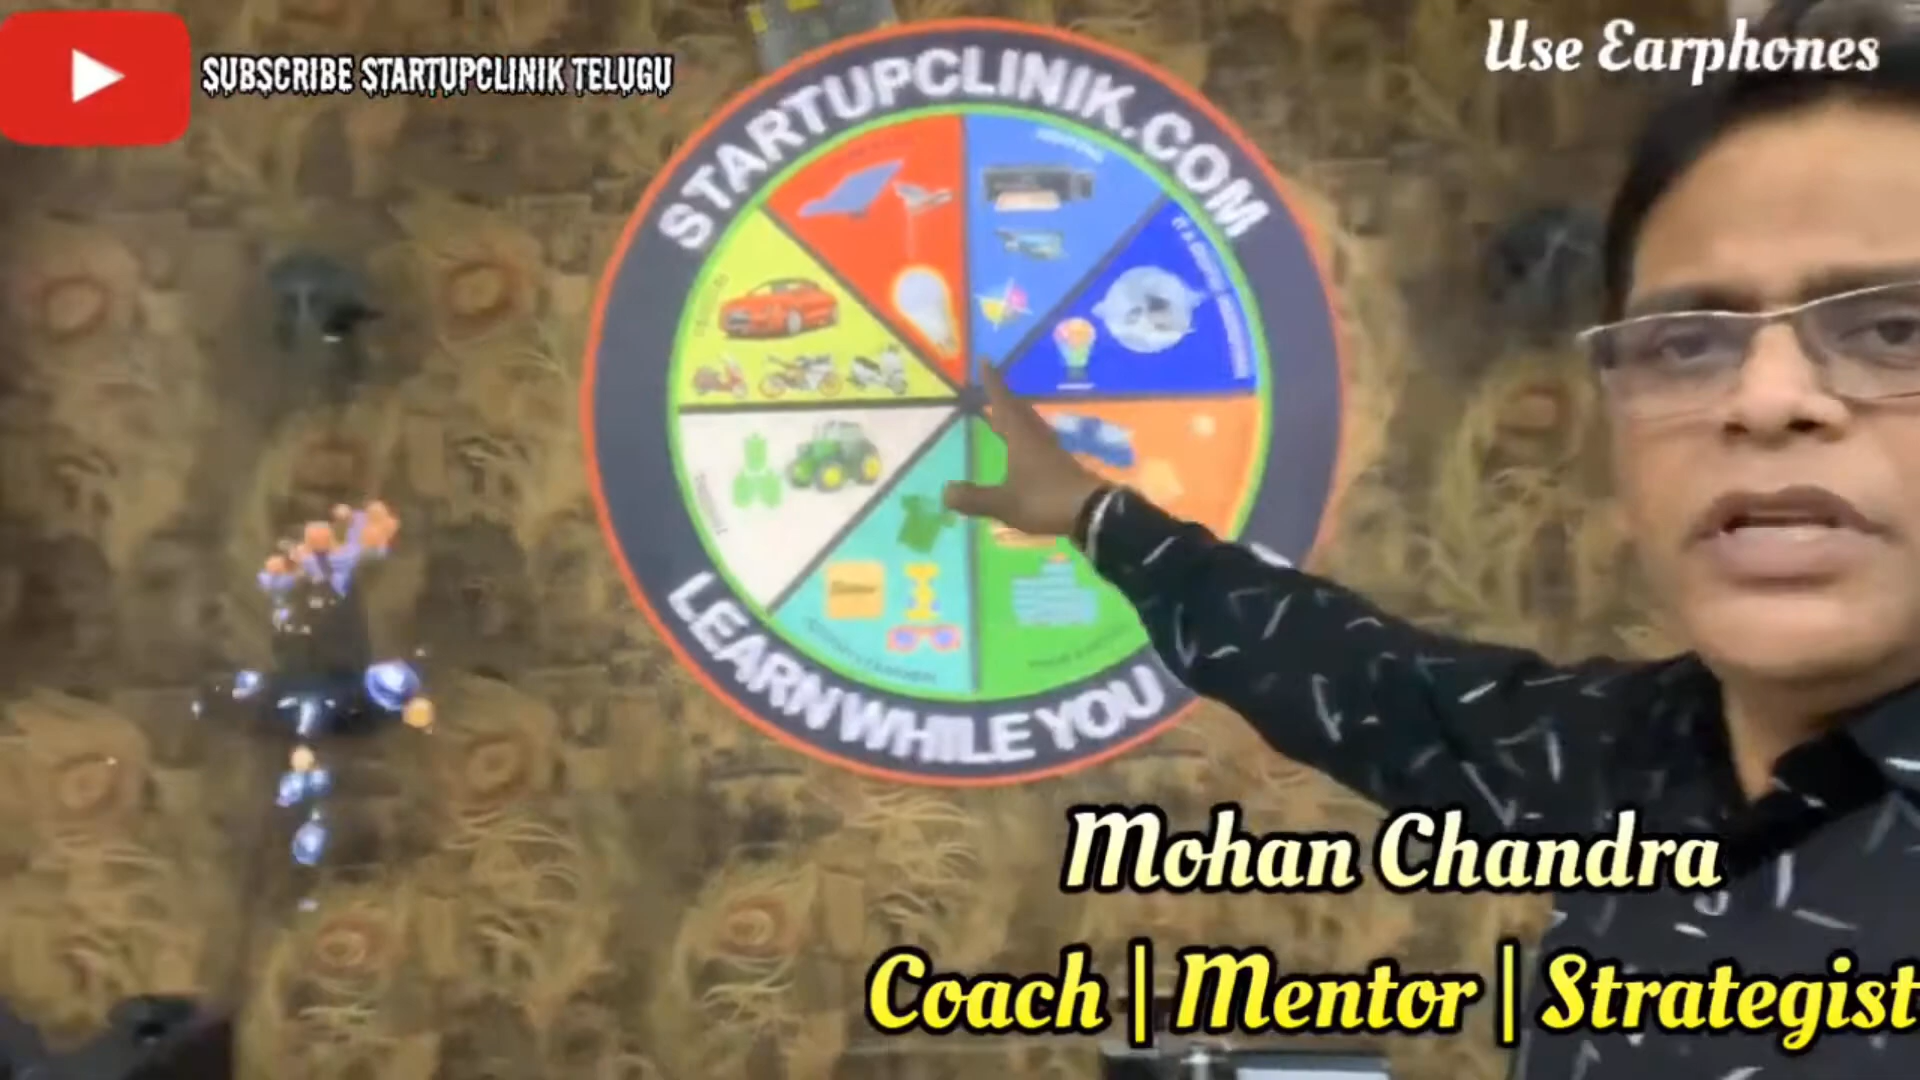 Use Earphones
SUBSCRIBE STARTUPCLINIK TELUGU
STARTUPCLINIK.COM
LEARN WHILE YOU
Mohan Chandra
Coach | Mentor | Strategist